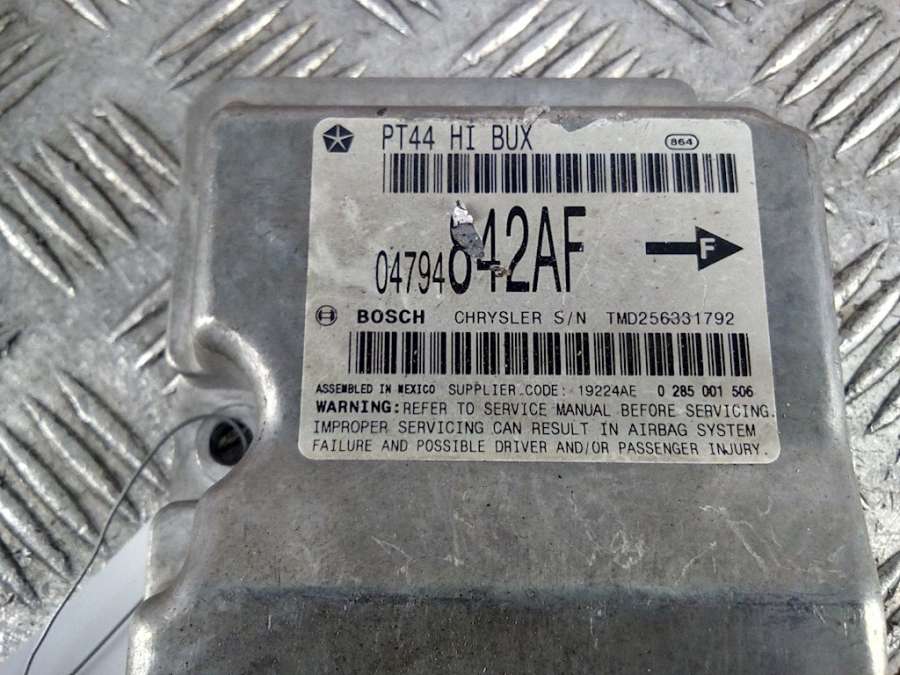 PT44 HI BUX
864
04794842AF
F
BOSCH CHRYSLER S/N TMD256331792
ASSEMBLED IN MEXICO SUPPLIER CODE: 19224AE 0 285 001 506
WARNING: REFER TO SERVICE MANUAL BEFORE SERVICING.
IMPROPER SERVICING CAN RESULT IN AIRBAG SYSTEM
FAILURE AND POSSIBLE DRIVER AND/OR PASSENGER INJURY.